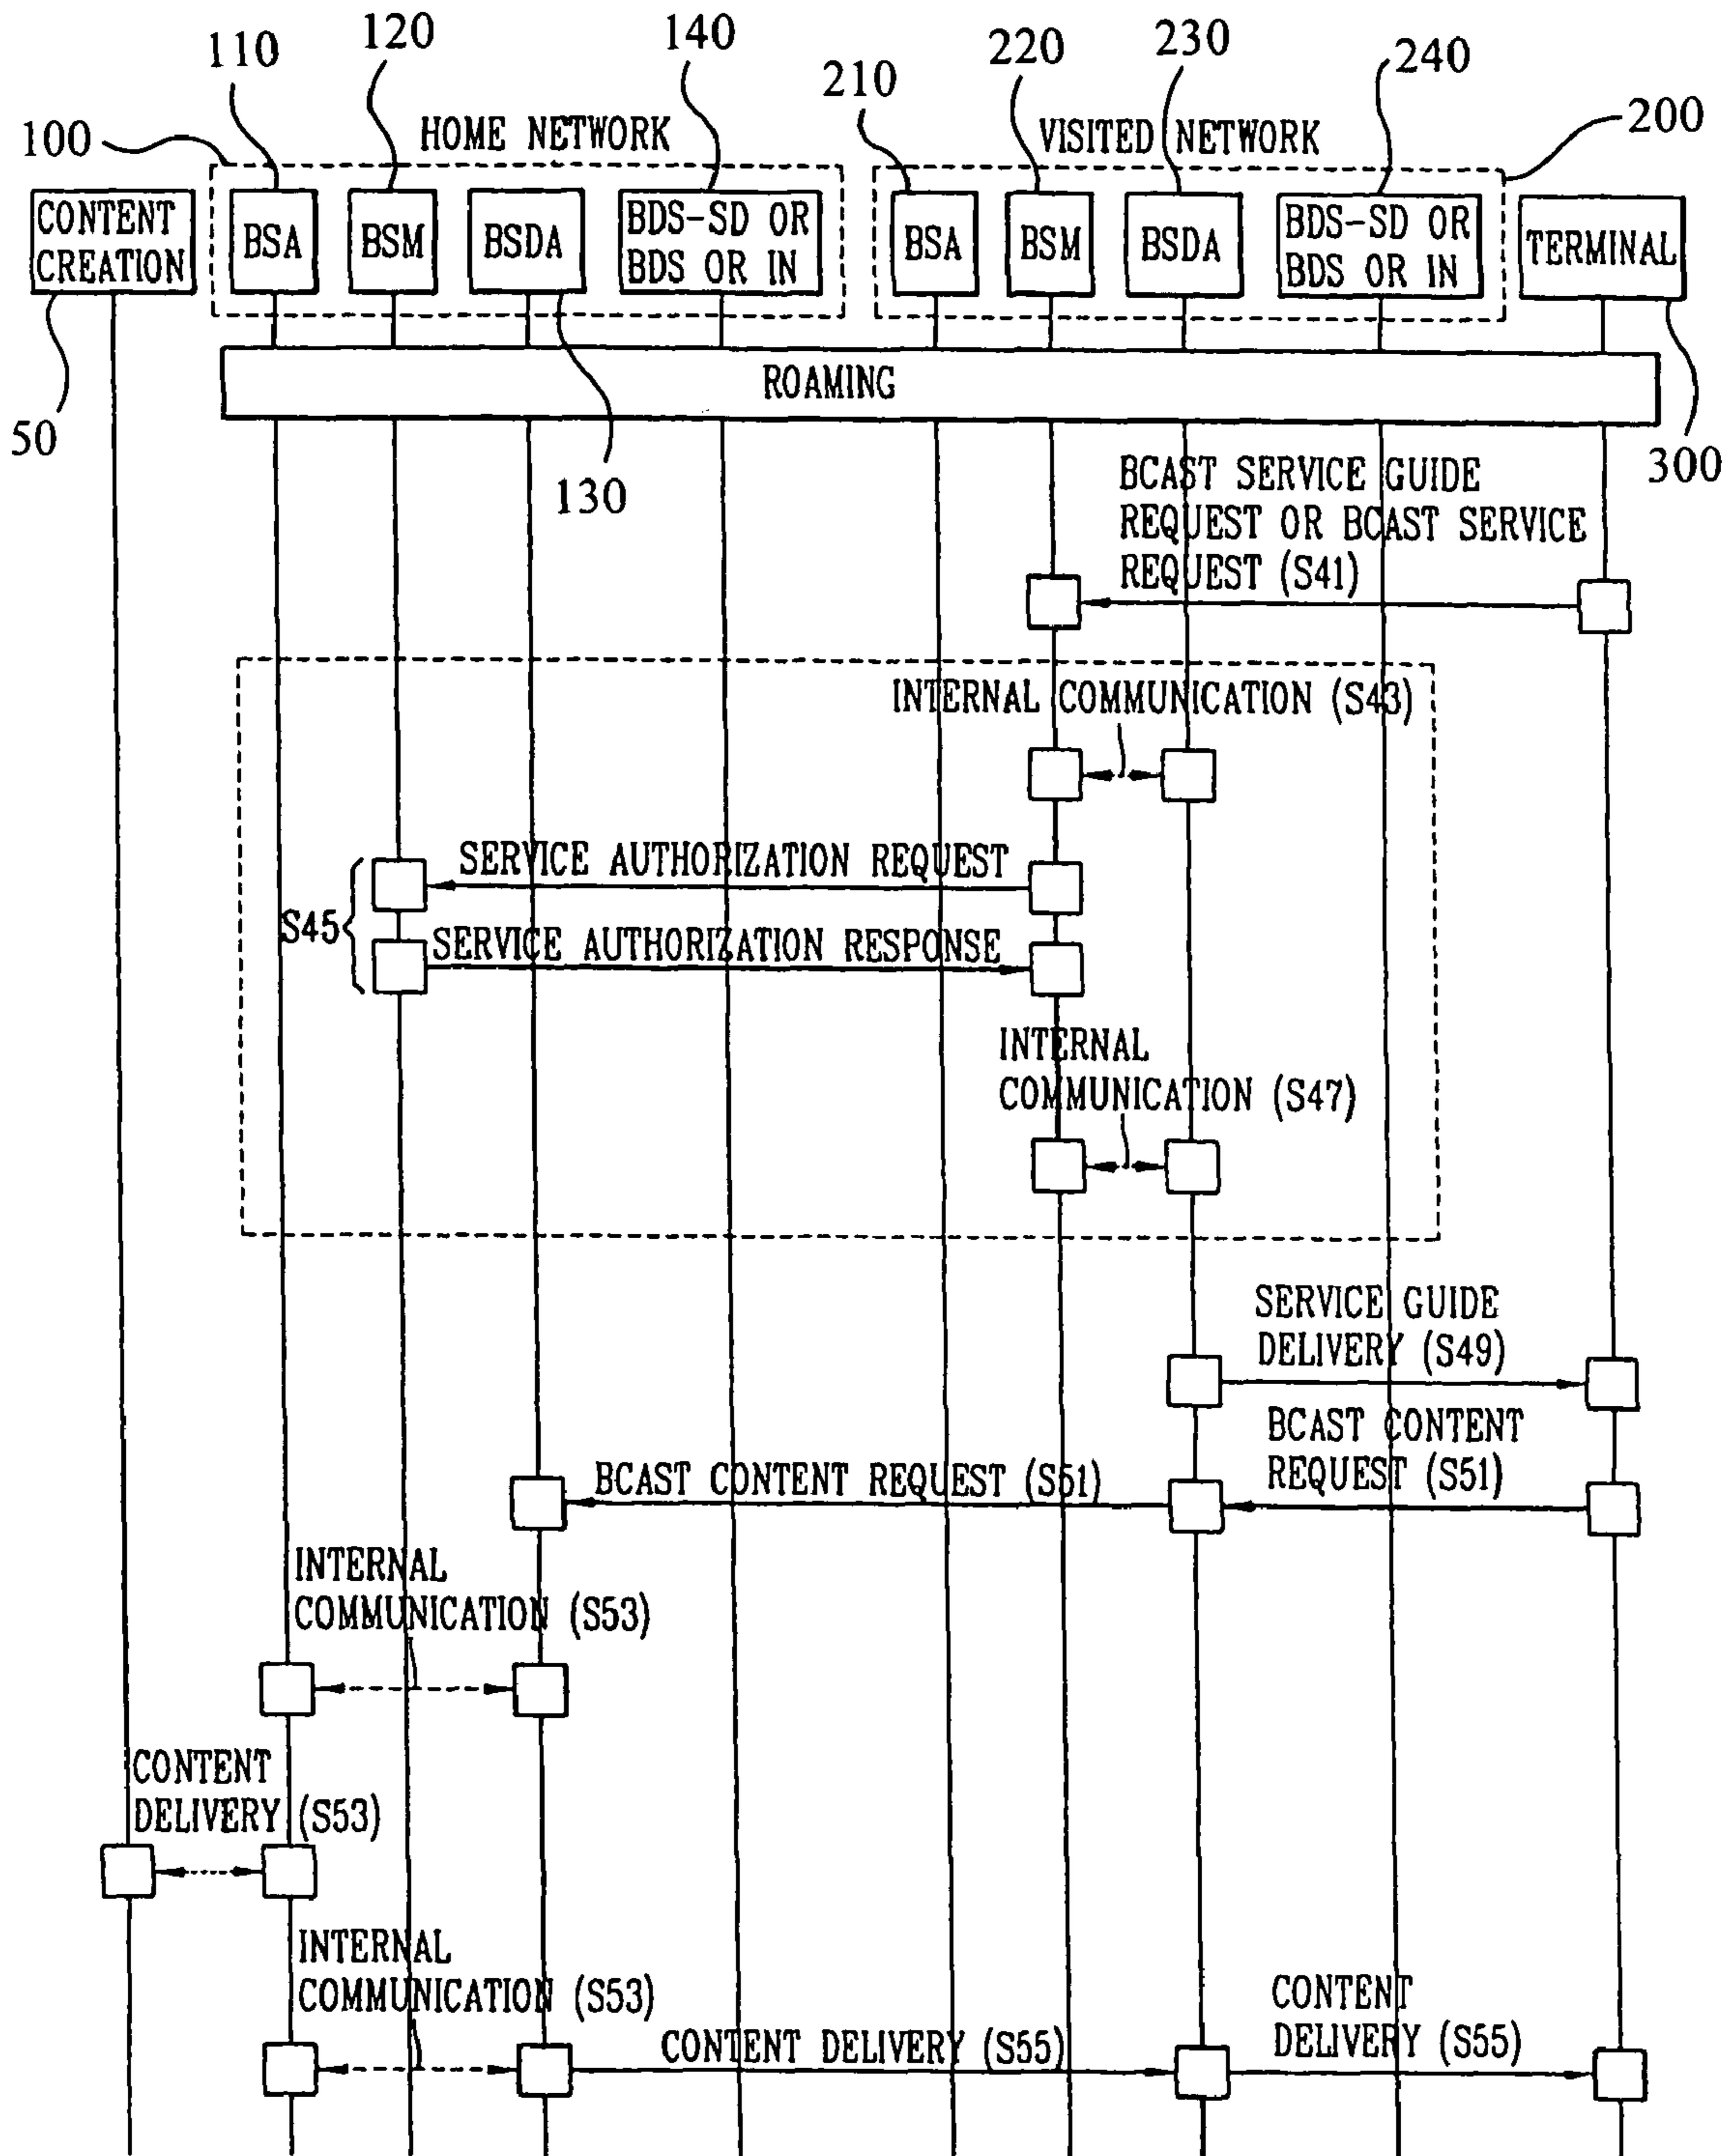 110
120
140
210
220
230
240
100
HOME NETWORK
VISITED NETWORK
200
CONTENT
CREATION
BSA
BSM
BSDA
BDS-SD OR
BDS OR IN
BSA
BSM
BSDA
BDS-SD OR
BDS OR IN
TERMINAL
ROAMING
50
130
300
BCAST SERVICE GUIDE
REQUEST OR BCAST SERVICE
REQUEST (S41)
INTERNAL COMMUNICATION (S43)
SERVICE AUTHORIZATION REQUEST
S45
SERVICE AUTHORIZATION RESPONSE
INTERNAL
COMMUNICATION (S47)
SERVICE GUIDE
DELIVERY (S49)
BCAST CONTENT
REQUEST (S51)
BCAST CONTENT REQUEST (S51)
INTERNAL
COMMUNICATION (S53)
CONTENT
DELIVERY (S53)
INTERNAL
COMMUNICATION (S53)
CONTENT DELIVERY (S55)
CONTENT
DELIVERY (S55)